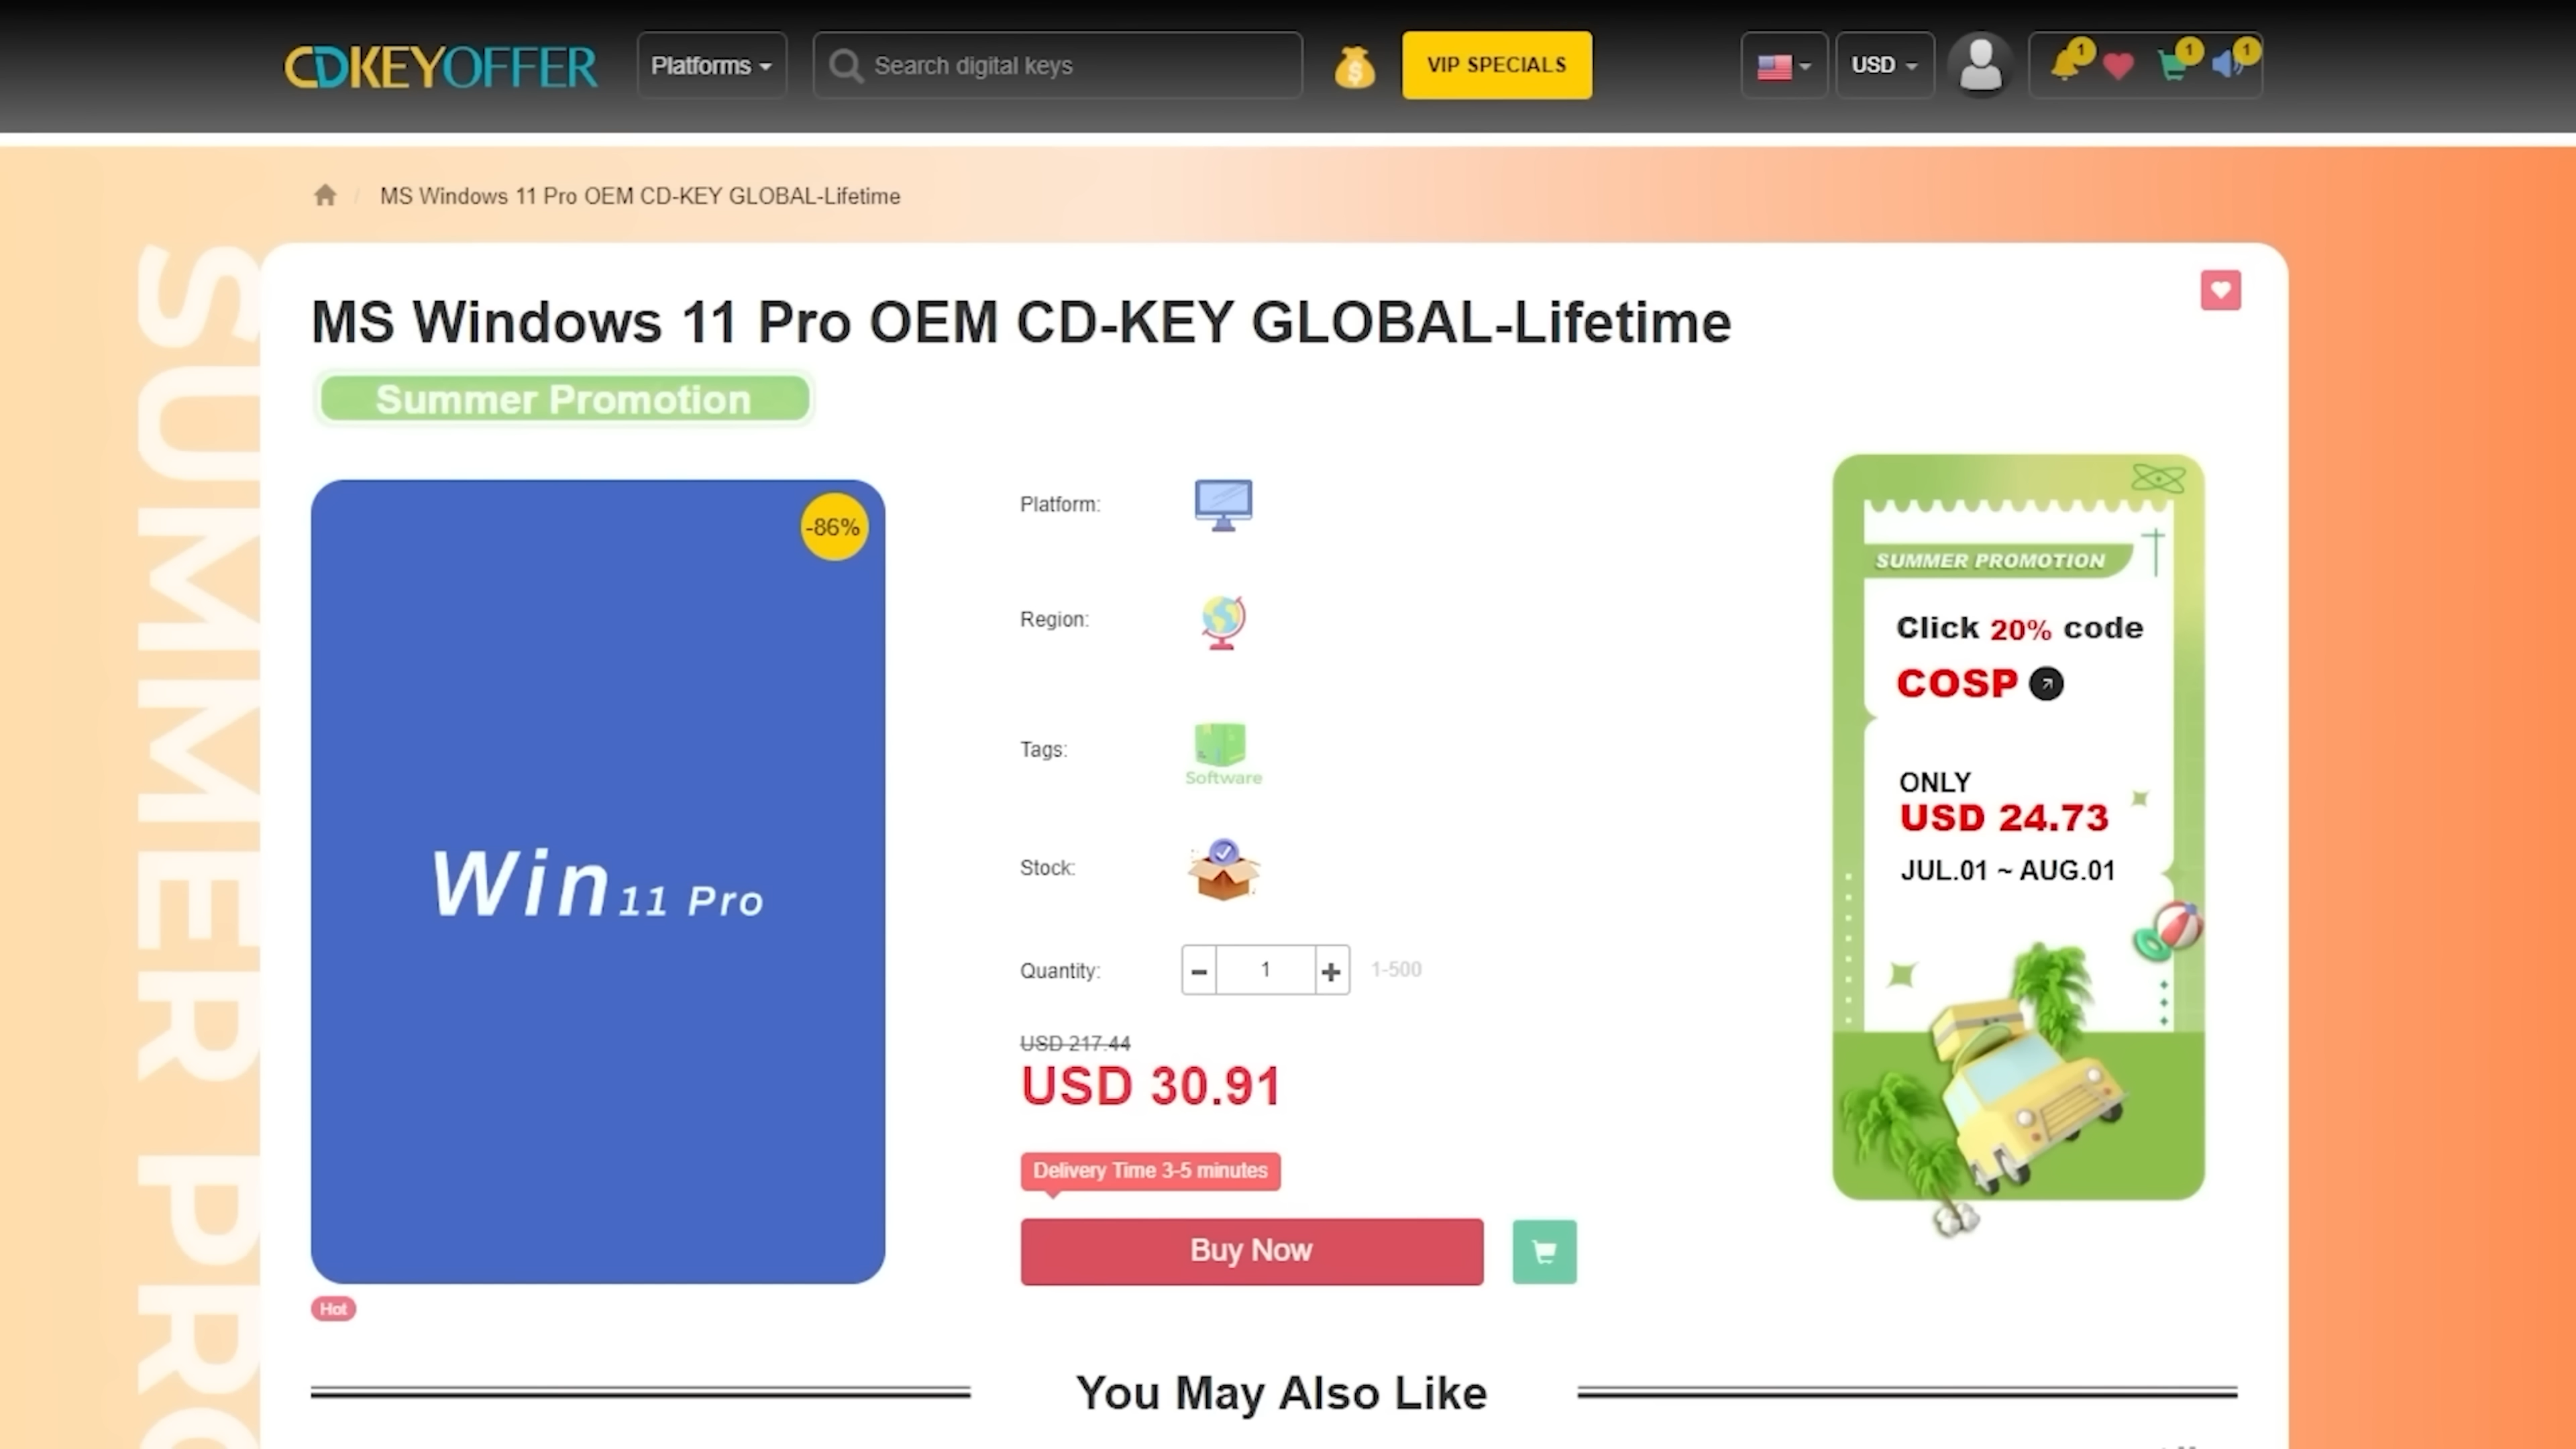 CDKEYOFFER
Platforms
Search digital keys
VIP SPECIALS
USD
1
1
1
MS Windows 11 Pro OEM CD-KEY GLOBAL-Lifetime
SUMMER PRO
MS Windows 11 Pro OEM CD-KEY GLOBAL-Lifetime
Summer Promotion
-86%
Win 11 Pro
Hot
Platform:
Region:
Tags:
Software
Stock:
Quantity:
1
1-500
USD 217.44
USD 30.91
Delivery Time 3-5 minutes
Buy Now
SUMMER PROMOTION
Click 20% code
COSP
ONLY
USD 24.73
JUL.01 ~ AUG.01
You May Also Like